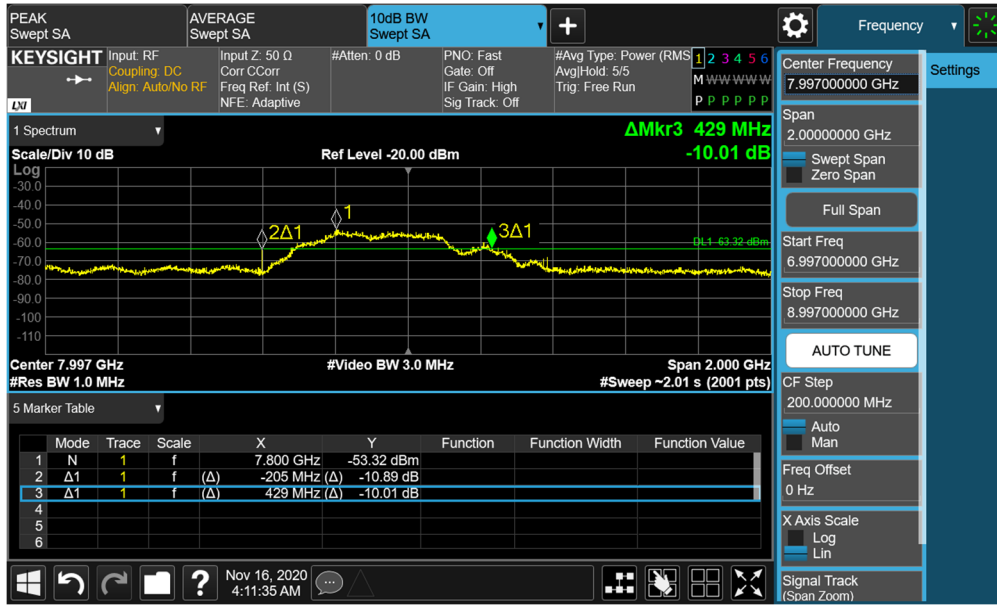 PEAK
Swept SA
AVERAGE
Swept SA
10dB BW
Swept SA
+
Frequency
KEYSIGHT
LXI
Input: RF
Coupling: DC
Align: Auto/No RF
Input Z: 50 Ω
Corr CCorr
Freq Ref: Int (S)
NFE: Adaptive
#Atten: 0 dB
PNO: Fast
Gate: Off
IF Gain: High
Sig Track: Off
#Avg Type: Power (RMS
Avg|Hold: 5/5
Trig: Free Run
1 2 3 4 5 6
M W W W W W
P P P P P P
1 Spectrum
ΔMkr3 429 MHz
-10.01 dB
Scale/Div 10 dB
Ref Level -20.00 dBm
Log
-30.0
-40.0
-50.0
-60.0
-70.0
-80.0
-90.0
-100
-110
1
2Δ1
3Δ1
DL1 -63.32 dBm
Center 7.997 GHz
#Video BW 3.0 MHz
Span 2.000 GHz
#Res BW 1.0 MHz
#Sweep ~2.01 s (2001 pts)
5 Marker Table
Mode Trace Scale X Y Function Function Width Function Value
1 N 1 f 7.800 GHz -53.32 dBm
2 Δ1 1 f (Δ) -205 MHz (Δ) -10.89 dB
3 Δ1 1 f (Δ) 429 MHz (Δ) -10.01 dB
4
5
6
?
Nov 16, 2020
4:11:35 AM
Center Frequency
7.997000000 GHz
Span
2.00000000 GHz
Swept Span
Zero Span
Full Span
Start Freq
6.997000000 GHz
Stop Freq
8.997000000 GHz
AUTO TUNE
CF Step
200.000000 MHz
Auto
Man
Freq Offset
0 Hz
X Axis Scale
Log
Lin
Signal Track
(Span Zoom)
Settings